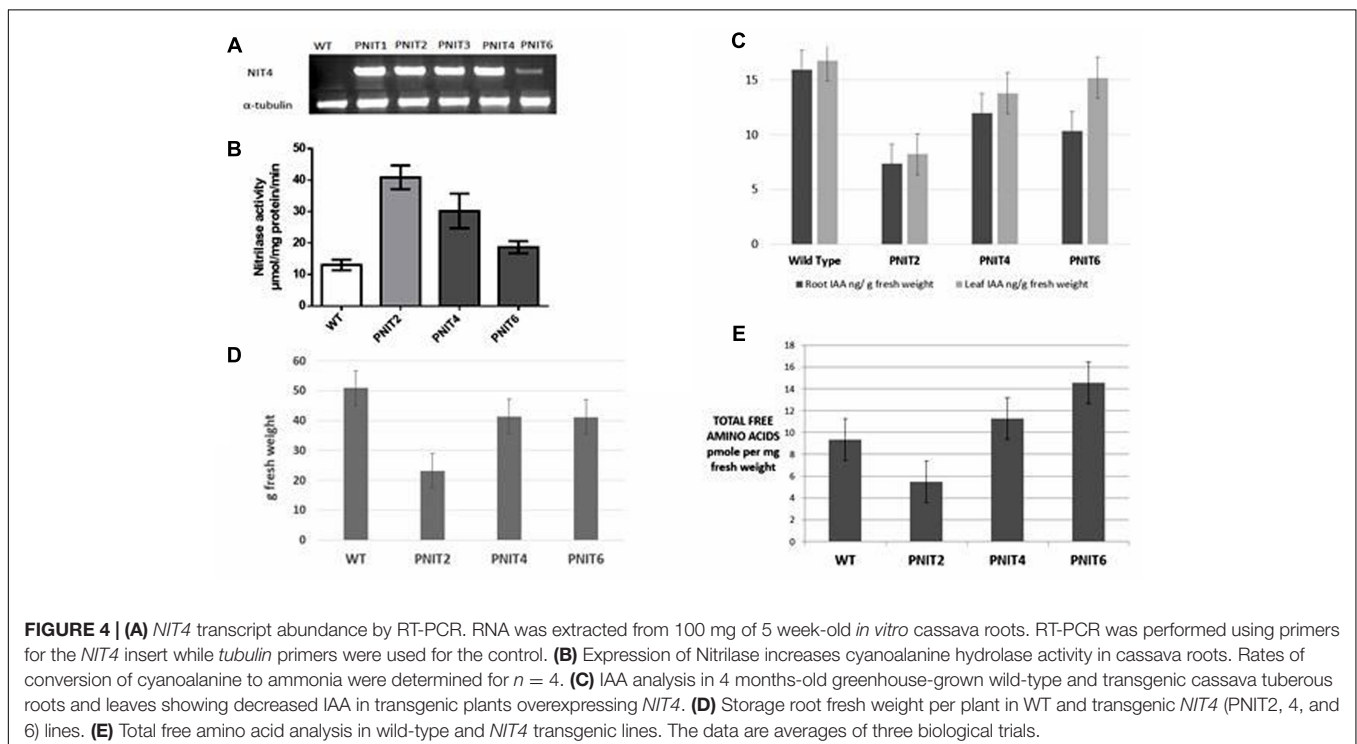 A
WT PNIT1 PNIT2 PNIT3 PNIT4 PNIT6
NIT4
α-tubulin
B
Nitrilase activity
μmol/mg protein/min
50
40
30
20
10
0
WT PNIT2 PNIT4 PNIT6
C
15
10
5
0
Wild Type PNIT2 PNIT4 PNIT6
Root IAA ng/ g fresh weight Leaf IAA ng/g fresh weight
D
g fresh weight
60
50
40
30
20
10
0
WT PNIT2 PNIT4 PNIT6
E
TOTAL FREE
AMINO ACIDS
pmole per mg
fresh weight
18
16
14
12
10
8
6
4
2
0
WT PNIT2 PNIT4 PNIT6
FIGURE 4 | (A) NIT4 transcript abundance by RT-PCR. RNA was extracted from 100 mg of 5 week-old in vitro cassava roots. RT-PCR was performed using primers
for the NIT4 insert while tubulin primers were used for the control. (B) Expression of Nitrilase increases cyanoalanine hydrolase activity in cassava roots. Rates of
conversion of cyanoalanine to ammonia were determined for n = 4. (C) IAA analysis in 4 months-old greenhouse-grown wild-type and transgenic cassava tuberous
roots and leaves showing decreased IAA in transgenic plants overexpressing NIT4. (D) Storage root fresh weight per plant in WT and transgenic NIT4 (PNIT2, 4, and
6) lines. (E) Total free amino acid analysis in wild-type and NIT4 transgenic lines. The data are averages of three biological trials.